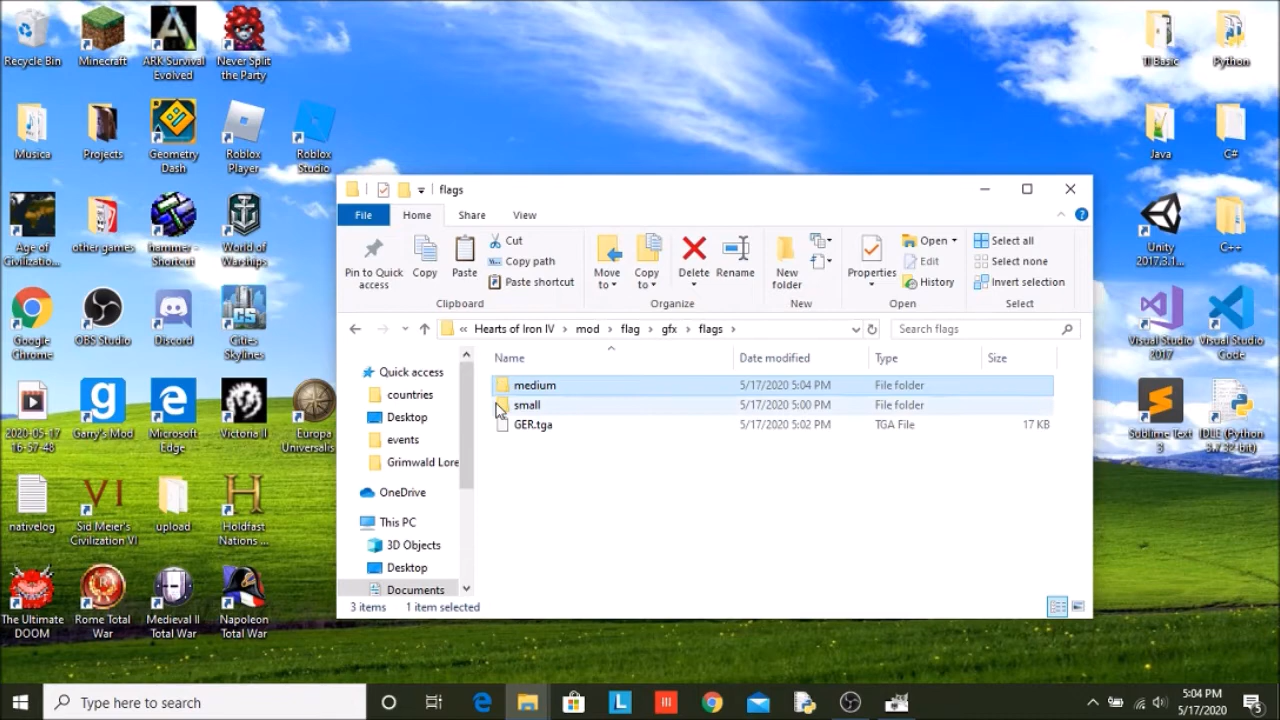 Recycle Bin
Minecraft
ARK Survival
Evolved
Never Split
the Party
Musica
Projects
Geometry
Dash
Roblox
Player
Roblox
Studio
Age of
Civilizatio...
other games
hammer -
Shortcut
World of
Warships
Google
Chrome
OBS Studio
Discord
Cities
Skylines
2020-05-17
16-57-48
Garry's Mod
Microsoft
Edge
Victoria II
Europa
Universalis
nativelog
Sid Meier's
Civilization VI
upload
Holdfast
Nations ...
The Ultimate
DOOM
Rome Total
War
Medieval II
Total War
Napoleon
Total War
TI Basic
Python
Java
C#
Unity
2017.3.1...
C++
Visual Studio
2017
Visual Studio
Code
Sublime Text
3
IDLE (Python
3.7 32-bit)
flags
File
Home
Share
View
Pin to Quick
access
Copy
Paste
Cut
Copy path
Paste shortcut
Clipboard
Move
to
Copy
to
Delete
Rename
Organize
New
folder
New
Properties
Open
Edit
History
Open
Select all
Select none
Invert selection
Select
« Hearts of Iron IV > mod > flag > gfx > flags >
Search flags
Name
Date modified
Type
Size
medium 5/17/2020 5:04 PM File folder
small 5/17/2020 5:00 PM File folder
GER.tga 5/17/2020 5:02 PM TGA File 17 KB
Quick access
countries
Desktop
events
Grimwald Lore
OneDrive
This PC
3D Objects
Desktop
Documents
3 items 1 item selected
Type here to search
5:04 PM
5/17/2020
5